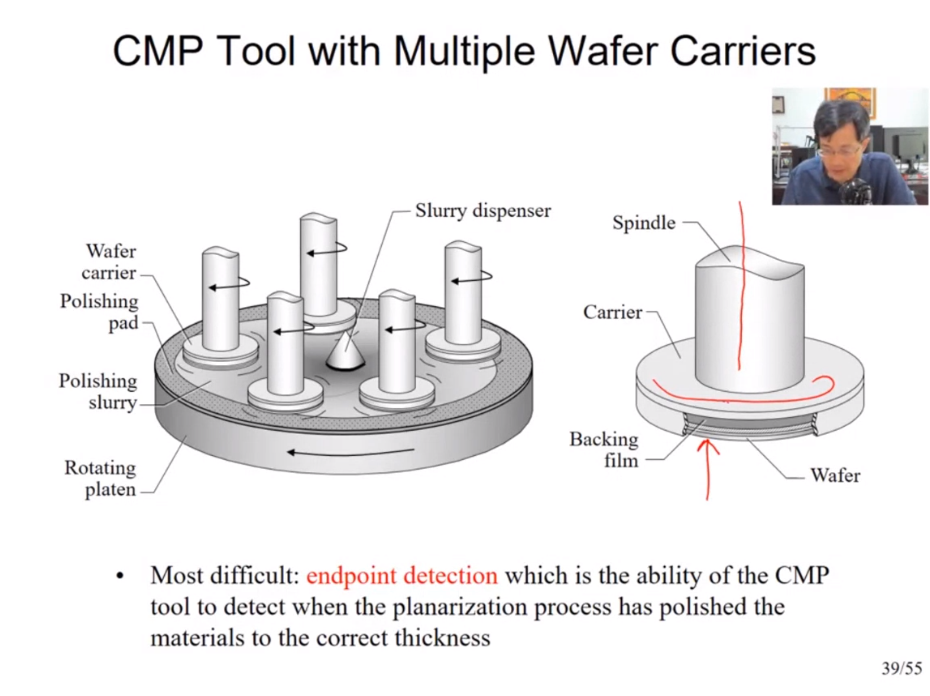 CMP Tool with Multiple Wafer Carriers
Slurry dispenser
Wafer
carrier
Polishing
pad
Polishing
slurry
Rotating
platen
Spindle
Carrier
Backing
film
Wafer
• Most difficult: endpoint detection which is the ability of the CMP
tool to detect when the planarization process has polished the
materials to the correct thickness
39/55